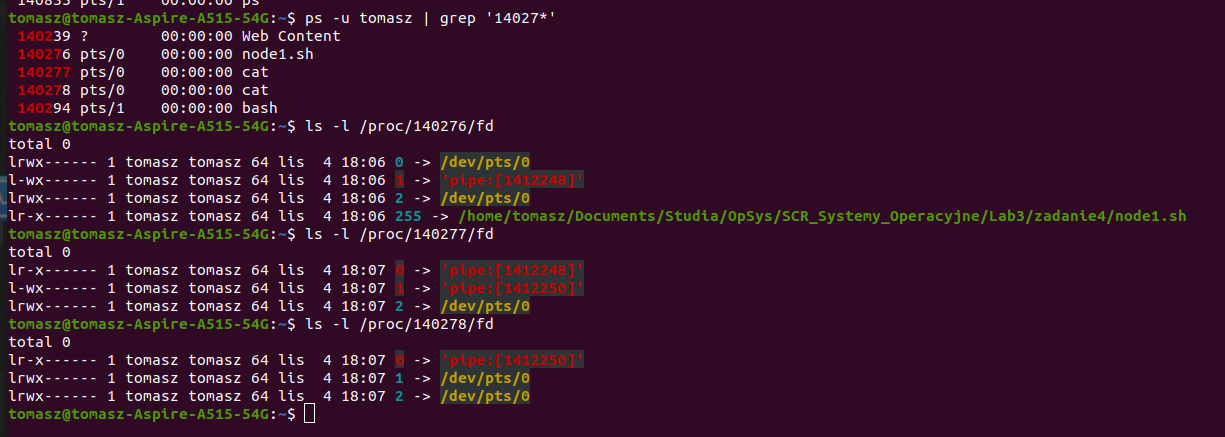 140835 pts/0    00:00:00 ps
tomasz@tomasz-Aspire-A515-54G:~$ ps -u tomasz | grep '14027*'
 140239 ?        00:00:00 Web Content
 140276 pts/0    00:00:00 node1.sh
 140277 pts/0    00:00:00 cat
 140278 pts/0    00:00:00 cat
 140294 pts/1    00:00:00 bash
tomasz@tomasz-Aspire-A515-54G:~$ ls -l /proc/140276/fd
total 0
lrwx------ 1 tomasz tomasz 64 lis  4 18:06 0 -> /dev/pts/0
l-wx------ 1 tomasz tomasz 64 lis  4 18:06 1 -> 'pipe:[1412248]'
lrwx------ 1 tomasz tomasz 64 lis  4 18:06 2 -> /dev/pts/0
lr-x------ 1 tomasz tomasz 64 lis  4 18:06 255 -> /home/tomasz/Documents/Studia/OpSys/SCR_Systemy_Operacyjne/Lab3/zadanie4/node1.sh
tomasz@tomasz-Aspire-A515-54G:~$ ls -l /proc/140277/fd
total 0
lr-x------ 1 tomasz tomasz 64 lis  4 18:07 0 -> 'pipe:[1412248]'
l-wx------ 1 tomasz tomasz 64 lis  4 18:07 1 -> 'pipe:[1412250]'
lrwx------ 1 tomasz tomasz 64 lis  4 18:07 2 -> /dev/pts/0
tomasz@tomasz-Aspire-A515-54G:~$ ls -l /proc/140278/fd
total 0
lr-x------ 1 tomasz tomasz 64 lis  4 18:07 0 -> 'pipe:[1412250]'
lrwx------ 1 tomasz tomasz 64 lis  4 18:07 1 -> /dev/pts/0
lrwx------ 1 tomasz tomasz 64 lis  4 18:07 2 -> /dev/pts/0
tomasz@tomasz-Aspire-A515-54G:~$